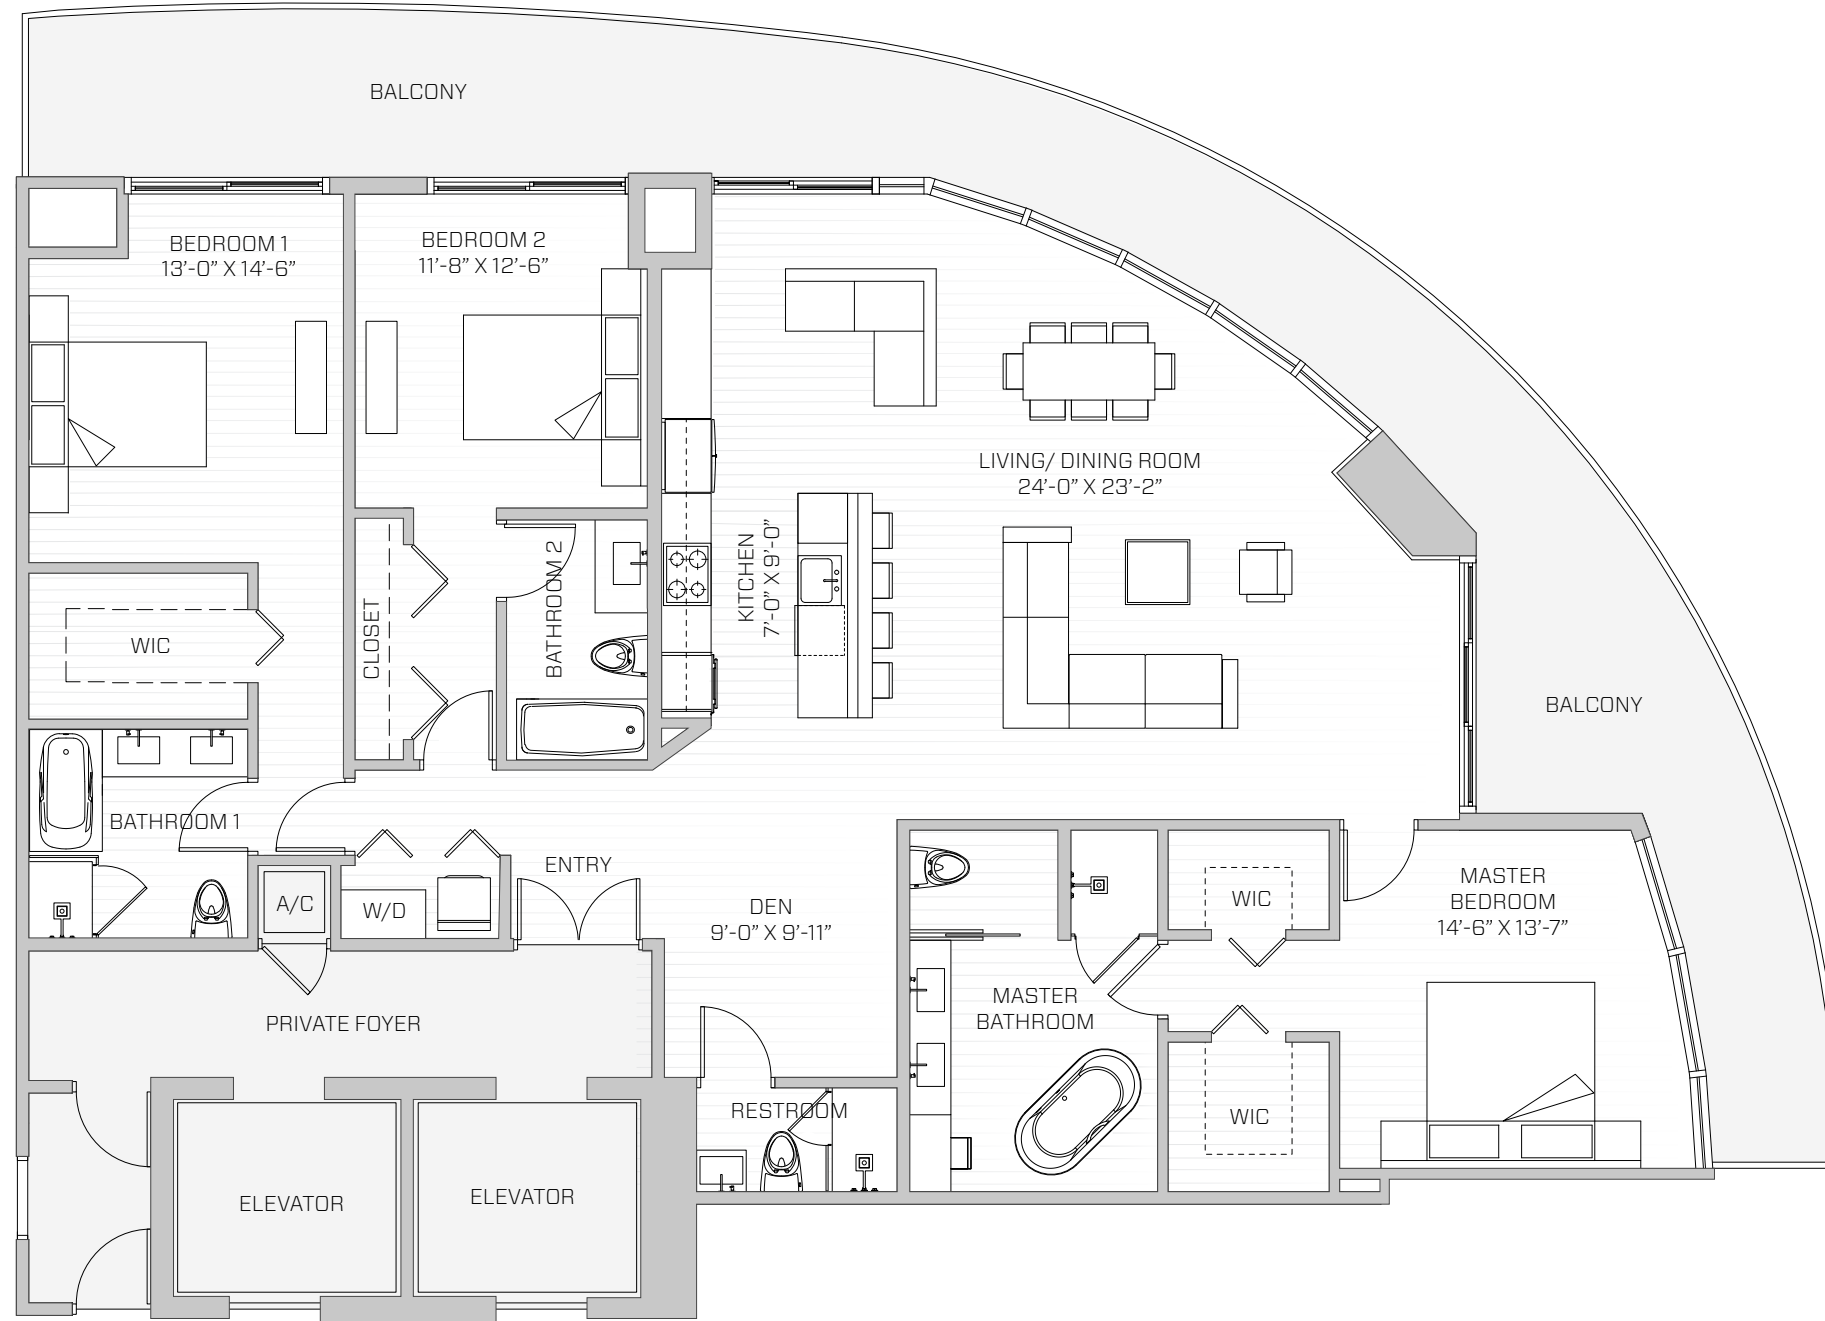 BALCONY
BEDROOM 1
13’-0” X 14’-6”
BEDROOM 2
11’-8” X 12’-6”
LIVING/ DINING ROOM
24’-0” X 23’-2”
KITCHEN
7’-0” X 9’-0”
BATHROOM 2
CLOSET
WIC
BALCONY
BATHROOM 1
ENTRY
A/C
W/D
DEN
9’-0” X 9’-11”
WIC
MASTER
BEDROOM
14’-6” X 13’-7”
MASTER
BATHROOM
PRIVATE FOYER
RESTROOM
WIC
ELEVATOR
ELEVATOR